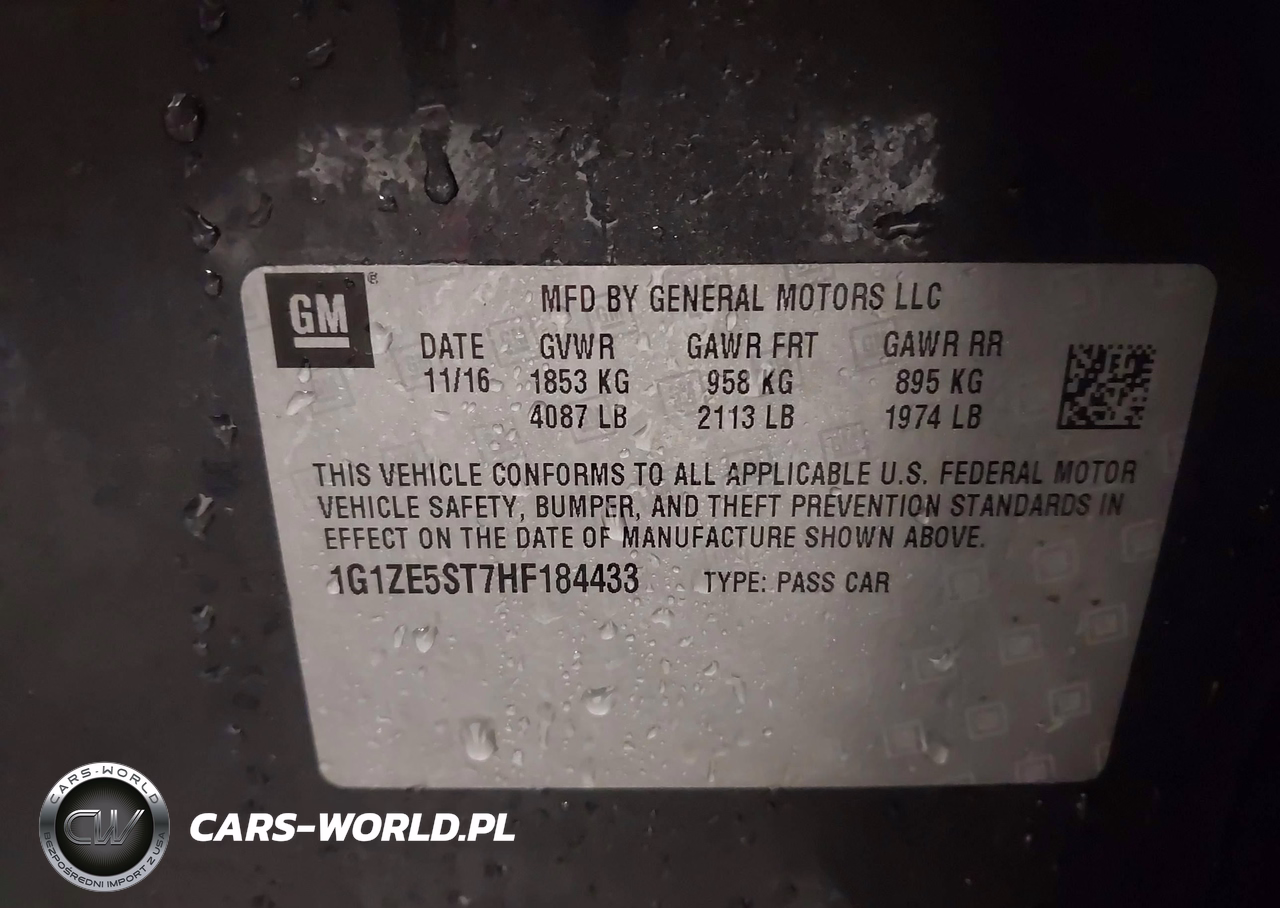 GM ®
MFD BY GENERAL MOTORS LLC
DATE GVWR GAWR FRT GAWR RR
11/16 1853 KG 958 KG 895 KG
4087 LB 2113 LB 1974 LB
THIS VEHICLE CONFORMS TO ALL APPLICABLE U.S. FEDERAL MOTOR
VEHICLE SAFETY, BUMPER, AND THEFT PREVENTION STANDARDS IN
EFFECT ON THE DATE OF MANUFACTURE SHOWN ABOVE.
1G1ZE5ST7HF184433 TYPE: PASS CAR
CARS-WORLD
CW
BEZPOŚREDNI IMPORT Z USA
CARS-WORLD.PL